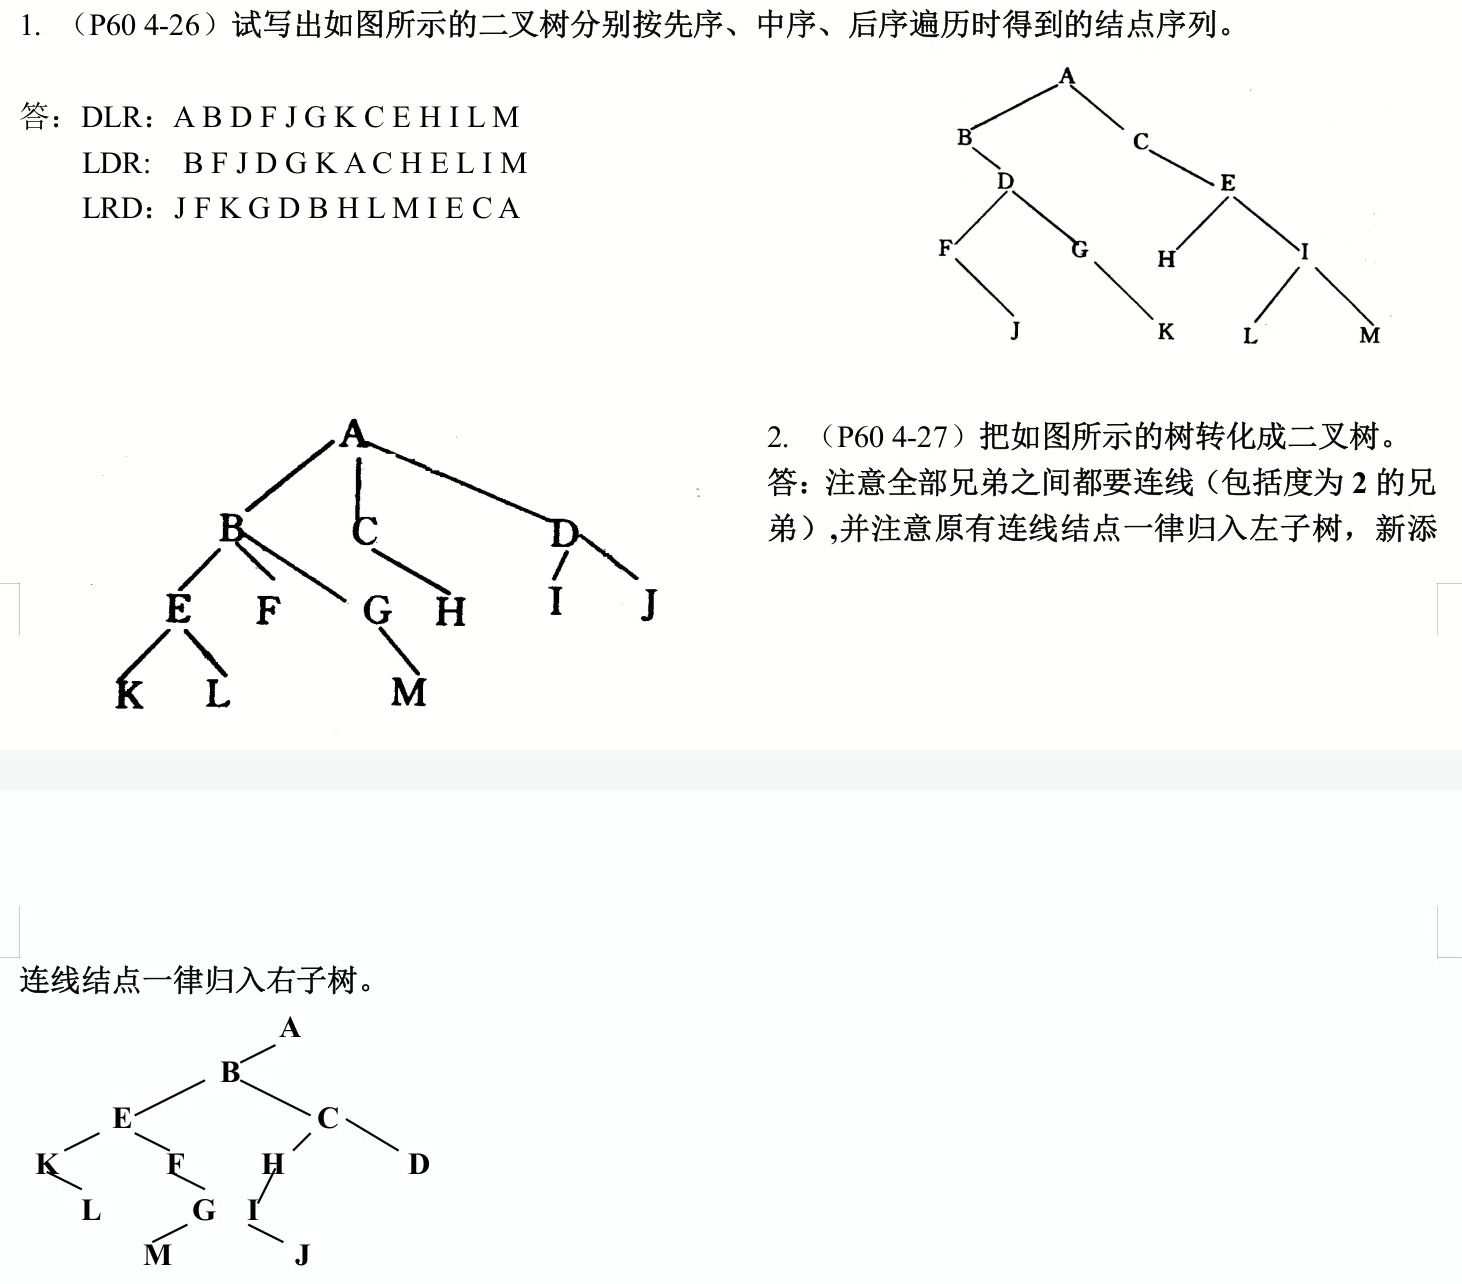 1. （P60 4-26）试写出如图所示的二叉树分别按先序、中序、后序遍历时得到的结点序列。
答：DLR：A B D F J G K C E H I L M
LDR: B F J D G K A C H E L I M
LRD：J F K G D B H L M I E C A
A
B
C
D
E
F
G
H
I
J
K
L
M
A
B
C
D
E
F
G
H
I
J
K
L
M
2. （P60 4-27）把如图所示的树转化成二叉树。
答：注意全部兄弟之间都要连线（包括度为 2 的兄
弟）,并注意原有连线结点一律归入左子树，新添
连线结点一律归入右子树。
A
B
E
C
K
F
H
D
L
G
I
M
J